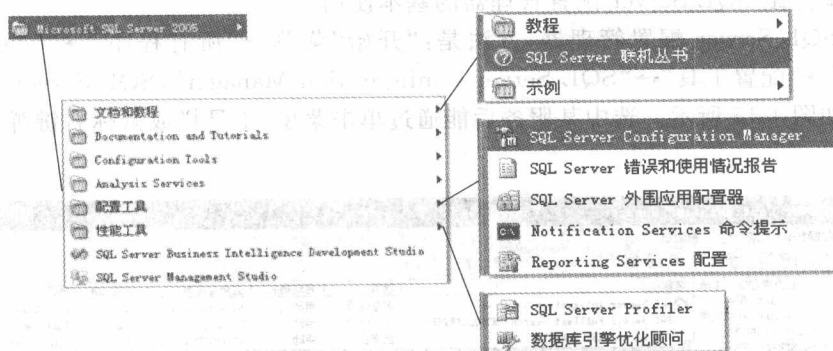 Microsoft SQL Server 2005
文档和教程
Documentation and Tutorials
Configuration Tools
Analysis Services
配置工具
性能工具
SQL Server Business Intelligence Development Studio
SQL Server Management Studio
教程
SQL Server 联机丛书
示例
SQL Server Configuration Manager
SQL Server 错误和使用情况报告
SQL Server 外围应用配置器
Notification Services 命令提示
Reporting Services 配置
SQL Server Profiler
数据库引擎优化顾问